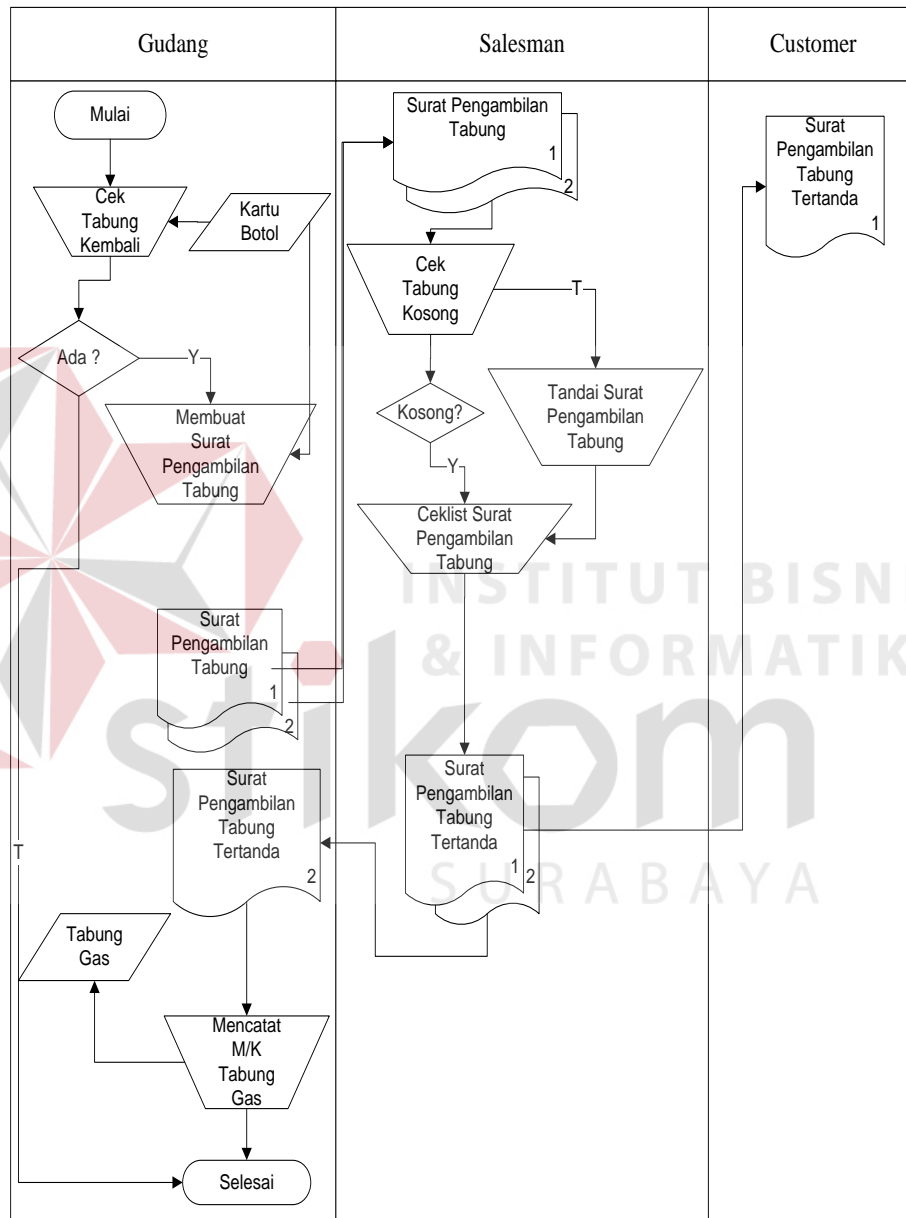 Gudang
Salesman
Customer
Mulai
Cek
Tabung
Kembali
Kartu
Botol
Ada ?
Y
Membuat
Surat
Pengambilan
Tabung
Surat
Pengambilan
Tabung
1
2
Surat
Pengambilan
Tabung
Tertanda
2
T
Tabung
Gas
Mencatat
M/K
Tabung
Gas
Selesai
Surat Pengambilan
Tabung
1
2
Cek
Tabung
Kosong
T
Kosong?
Tandai Surat
Pengambilan
Tabung
Y
Ceklist Surat
Pengambilan
Tabung
Surat
Pengambilan
Tabung
Tertanda
1
2
Surat
Pengambilan
Tabung
Tertanda
1
INSTITUT BISNI
& INFORMATIK
stikom
SURABAYA